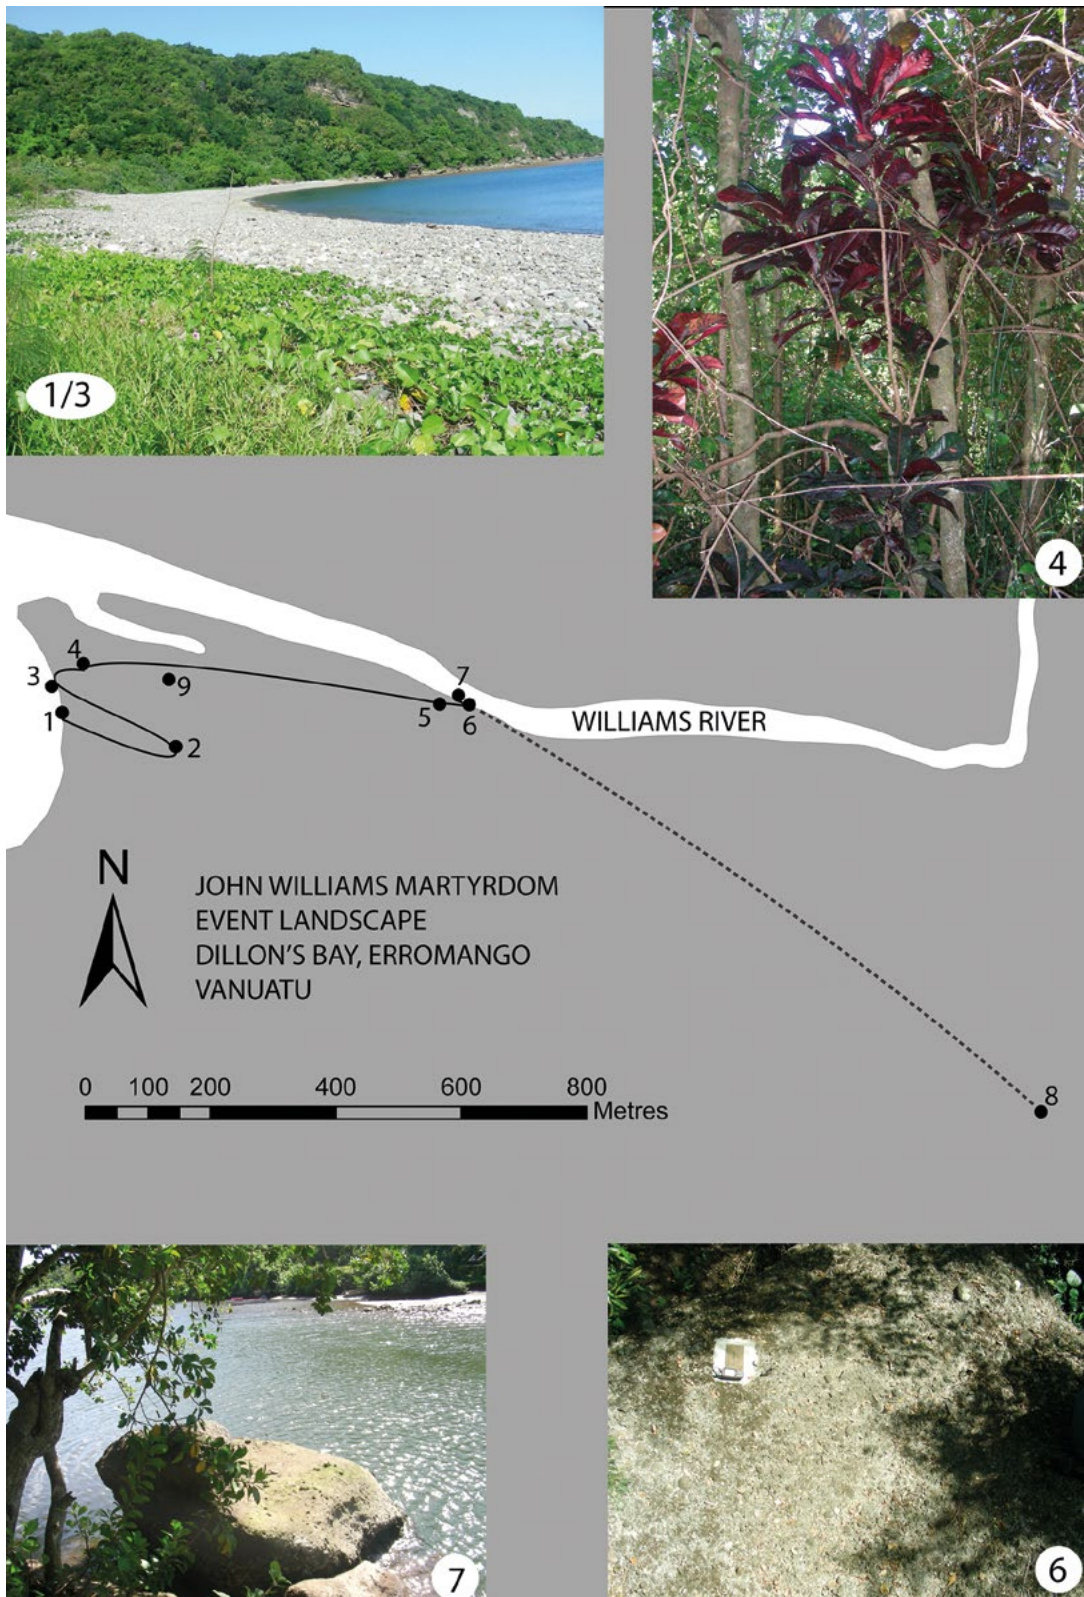 1/3
4
4
3
1
2
9
7
5
6
WILLIAMS RIVER
N
JOHN WILLIAMS MARTYRDOM
EVENT LANDSCAPE
DILLON'S BAY, ERROMANGO
VANUATU
0 100 200 400 600 800
Metres
8
7
6